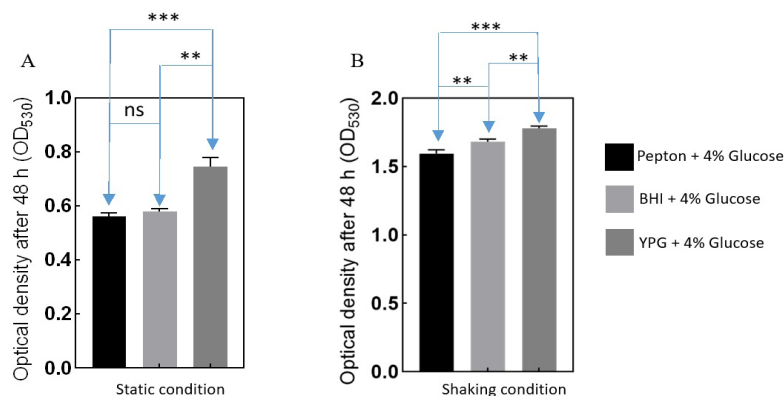 A
***
**
ns
Optical density after 48 h (OD530)
1.0
0.8
0.6
0.4
0.2
0.0
Static condition
B
***
**
**
Optical density after 48 h (OD530)
2.0
1.5
1.0
0.5
0.0
Shaking condition
Pepton + 4% Glucose
BHI + 4% Glucose
YPG + 4% Glucose